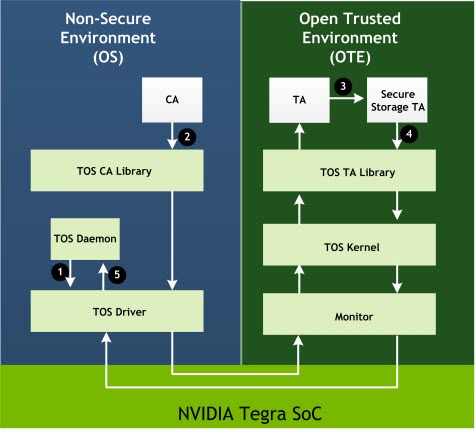 Non-Secure
Environment
(OS)
Open Trusted
Environment
(OTE)
CA
TA
3
Secure
Storage TA
2
4
TOS CA Library
TOS TA Library
TOS Daemon
TOS Kernel
1
5
TOS Driver
Monitor
NVIDIA Tegra SoC